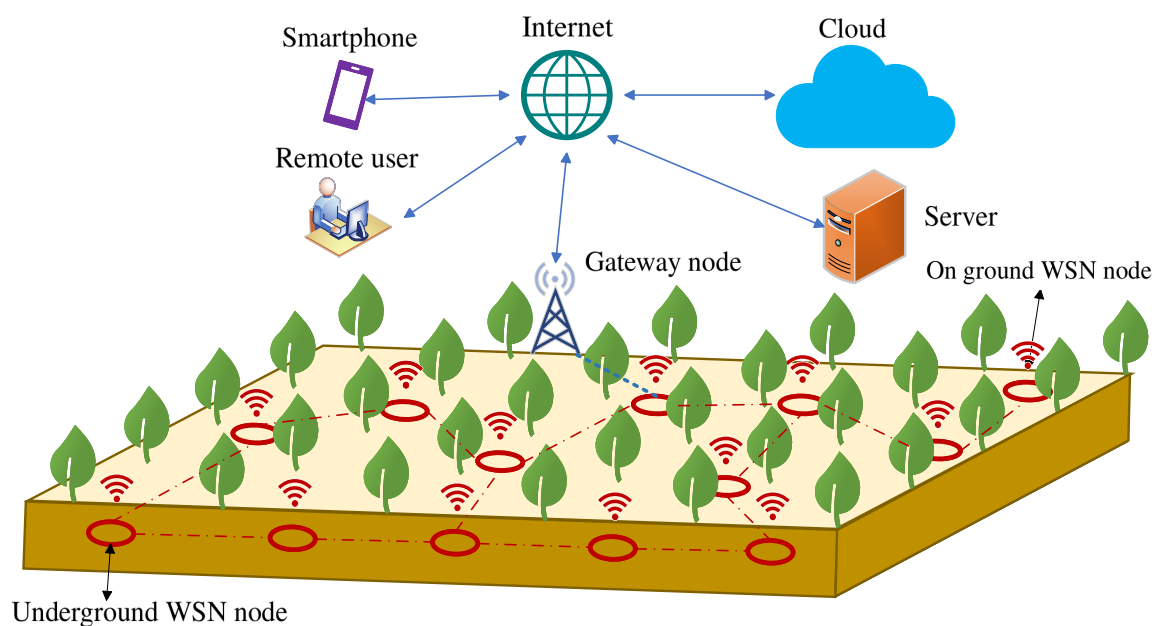 Internet
Cloud
Smartphone
Remote user
Server
Gateway node
On ground WSN node
Underground WSN node